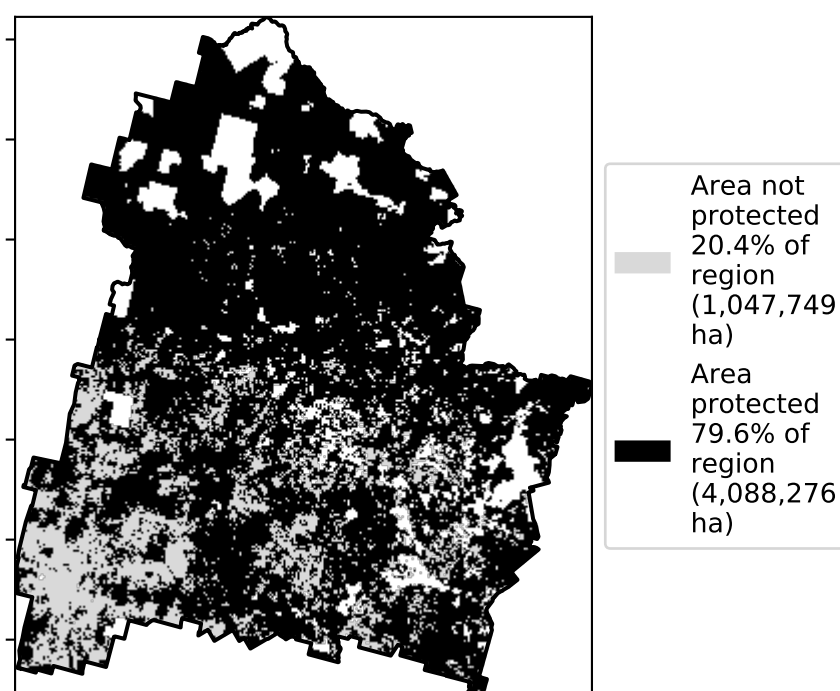 Area not
protected
20.4% of
region
(1,047,749
ha)
Area
protected
79.6% of
region
(4,088,276
ha)